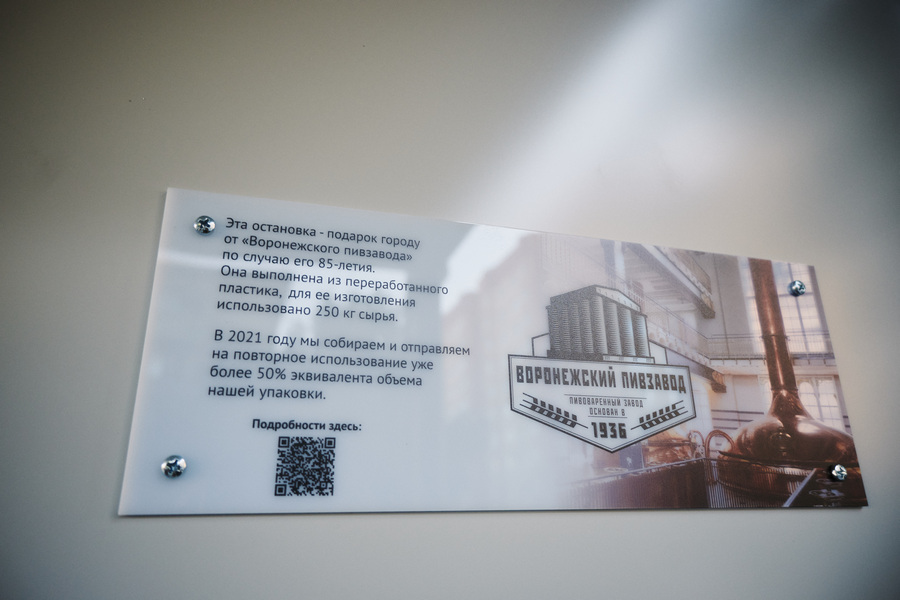 Эта остановка - подарок городу
от «Воронежского пивзавода»
по случаю его 85-летия.
Она выполнена из переработанного
пластика, для ее изготовления
использовано 250 кг сырья.
В 2021 году мы собираем и отправляем
на повторное использование уже
более 50% эквивалента объема
нашей упаковки.
Подробности здесь:
ВОРОНЕЖСКИЙ ПИВЗАВОД
ПИВОВАРЕННЫЙ ЗАВОД
ОСНОВАН В
1936